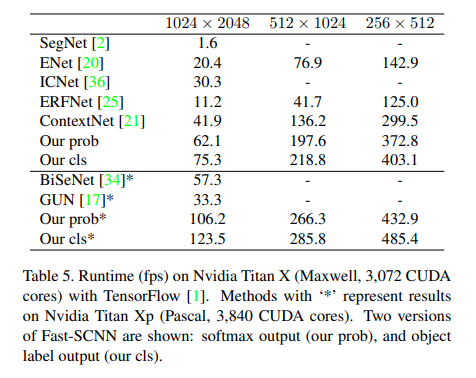 1024 × 2048 512 × 1024 256 × 512
SegNet [2] 1.6 - -
ENet [20] 20.4 76.9 142.9
ICNet [36] 30.3 - -
ERFNet [25] 11.2 41.7 125.0
ContextNet [21] 41.9 136.2 299.5
Our prob 62.1 197.6 372.8
Our cls 75.3 218.8 403.1
BiSeNet [34]* 57.3 - -
GUN [17]* 33.3 - -
Our prob* 106.2 266.3 432.9
Our cls* 123.5 285.8 485.4
Table 5. Runtime (fps) on Nvidia Titan X (Maxwell, 3,072 CUDA
cores) with TensorFlow [1]. Methods with ‘*’ represent results
on Nvidia Titan Xp (Pascal, 3,840 CUDA cores). Two versions
of Fast-SCNN are shown: softmax output (our prob), and object
label output (our cls).